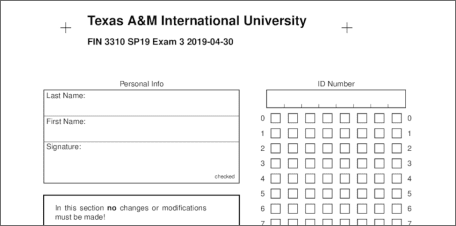 Texas A&M International University
FIN 3310 SP19 Exam 3 2019-04-30
Personal Info
ID Number
Last Name:
First Name:
Signature:
checked
In this section no changes or modifications
must be made!
0 0
1 1
2 2
3 3
4 4
5 5
6 6
7 7